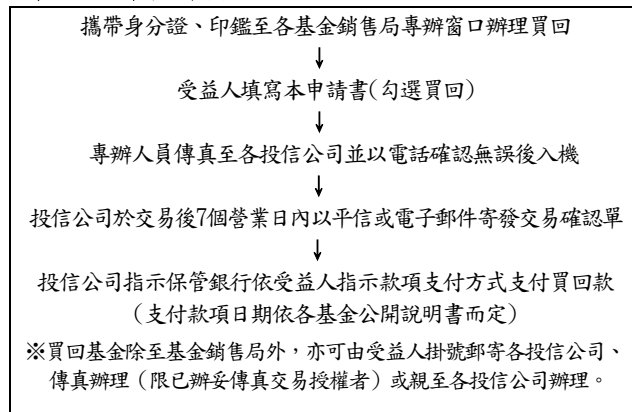 攜帶身分證、印鑑至各基金銷售局專辦窗口辦理買回
↓
受益人填寫本申請書(勾選買回)
↓
專辦人員傳真至各投信公司並以電話確認無誤後入機
↓
投信公司於交易後7個營業日內以平信或電子郵件寄發交易確認單
↓
投信公司指示保管銀行依受益人指示款項支付方式支付買回款
（支付款項日期依各基金公開說明書而定）
※買回基金除至基金銷售局外，亦可由受益人掛號郵寄各投信公司、
傳真辦理（限已辦妥傳真交易授權者）或親至各投信公司辦理。